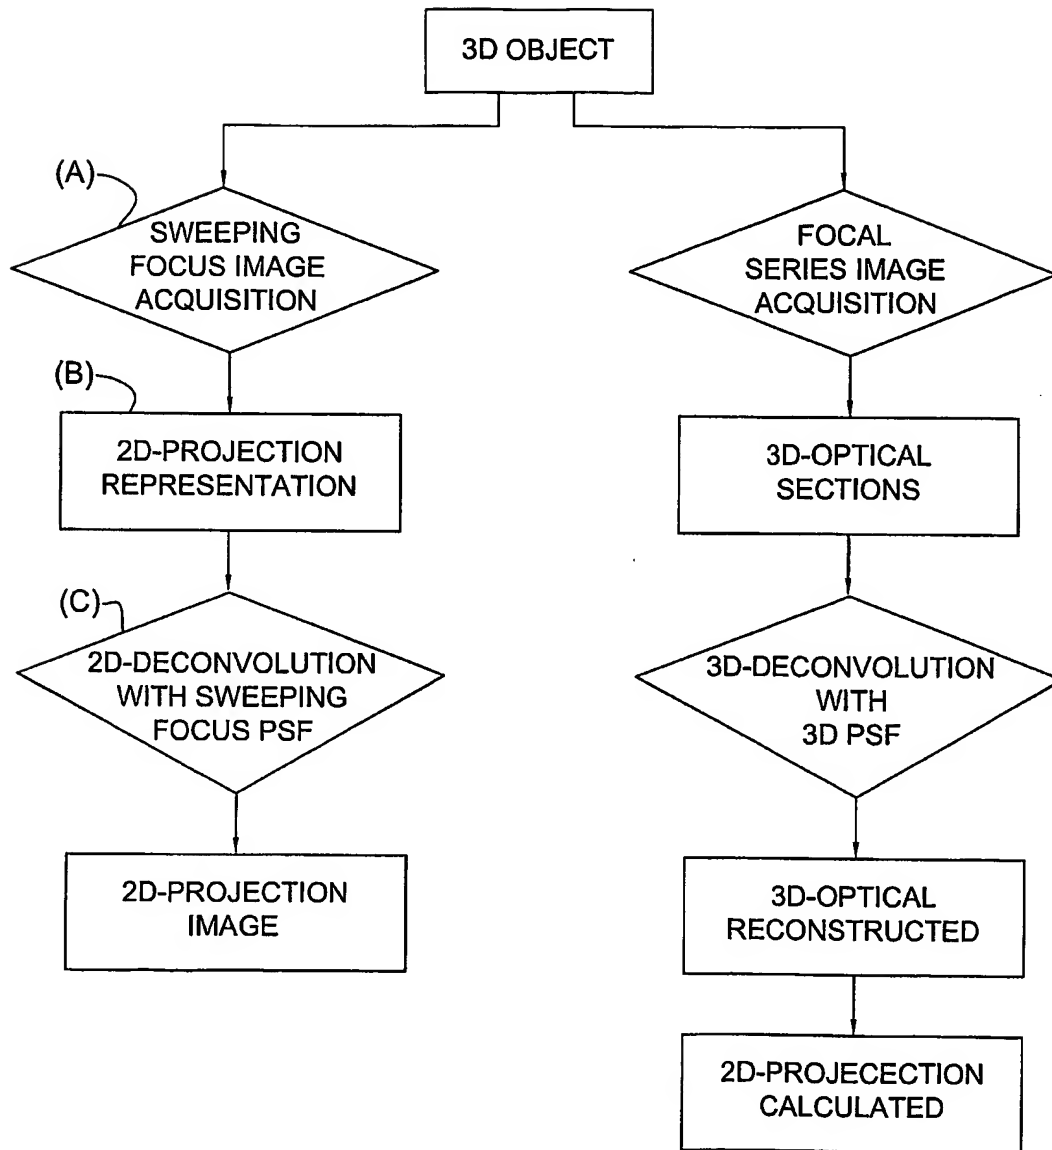 3D OBJECT
(A)
SWEEPING
FOCUS IMAGE
ACQUISITION
(B)
2D-PROJECTION
REPRESENTATION
(C)
2D-DECONVOLUTION
WITH SWEEPING
FOCUS PSF
2D-PROJECTION
IMAGE
FOCAL
SERIES IMAGE
ACQUISITION
3D-OPTICAL
SECTIONS
3D-DECONVOLUTION
WITH
3D PSF
3D-OPTICAL
RECONSTRUCTED
2D-PROJECECTION
CALCULATED